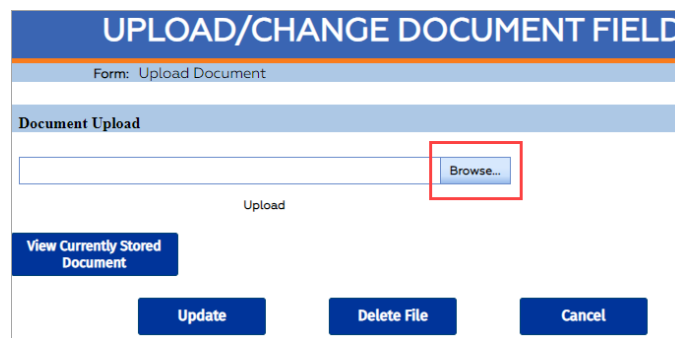 UPLOAD/CHANGE DOCUMENT FIELD
Form: Upload Document
Document Upload
Browse...
Upload
View Currently Stored
Document
Update Delete File Cancel